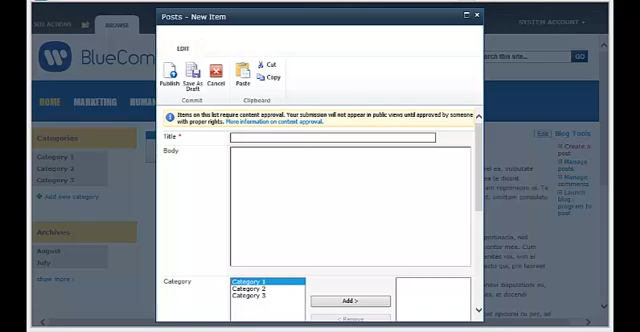 SITE ACTIONS
BROWSE
SYSTEM ACCOUNT
Posts - New Item
EDIT
Publish
Save As Draft
Cancel
Paste
Cut
Copy
Commit
Clipboard
BlueCom
this site...
GO
HOME
MARKETING
HUMAN
Items on this list require content approval. Your submission will not appear in public views until approved by someone
with proper rights. More information on content approval.
Title *
Body
Category
Category 1
Category 2
Category 3
Add >
< Remove
Categories
Category 1
Category 2
Category 3
Add new category
Archives
August
July
show more
Edit
Blog Tools
Create a
post
Manage
posts
Manage
comments
Launch
blog
program to
post